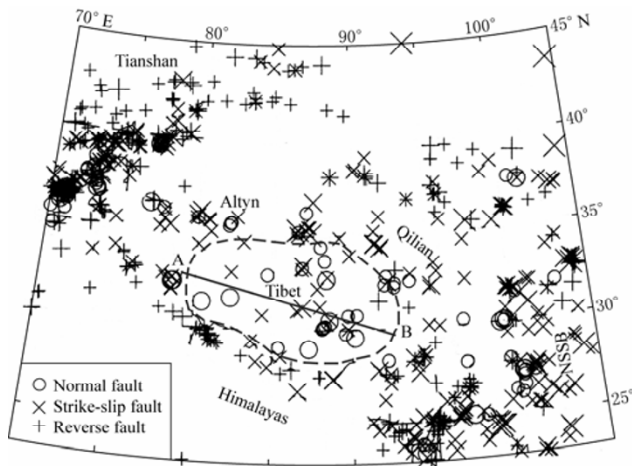 70° E
80°
90°
100°
45° N
Tianshan
40°
Altyn
35°
Qilian
A
Tibet
30°
B
NSSB
Himalayas
25°
Normal fault
Strike-slip fault
Reverse fault